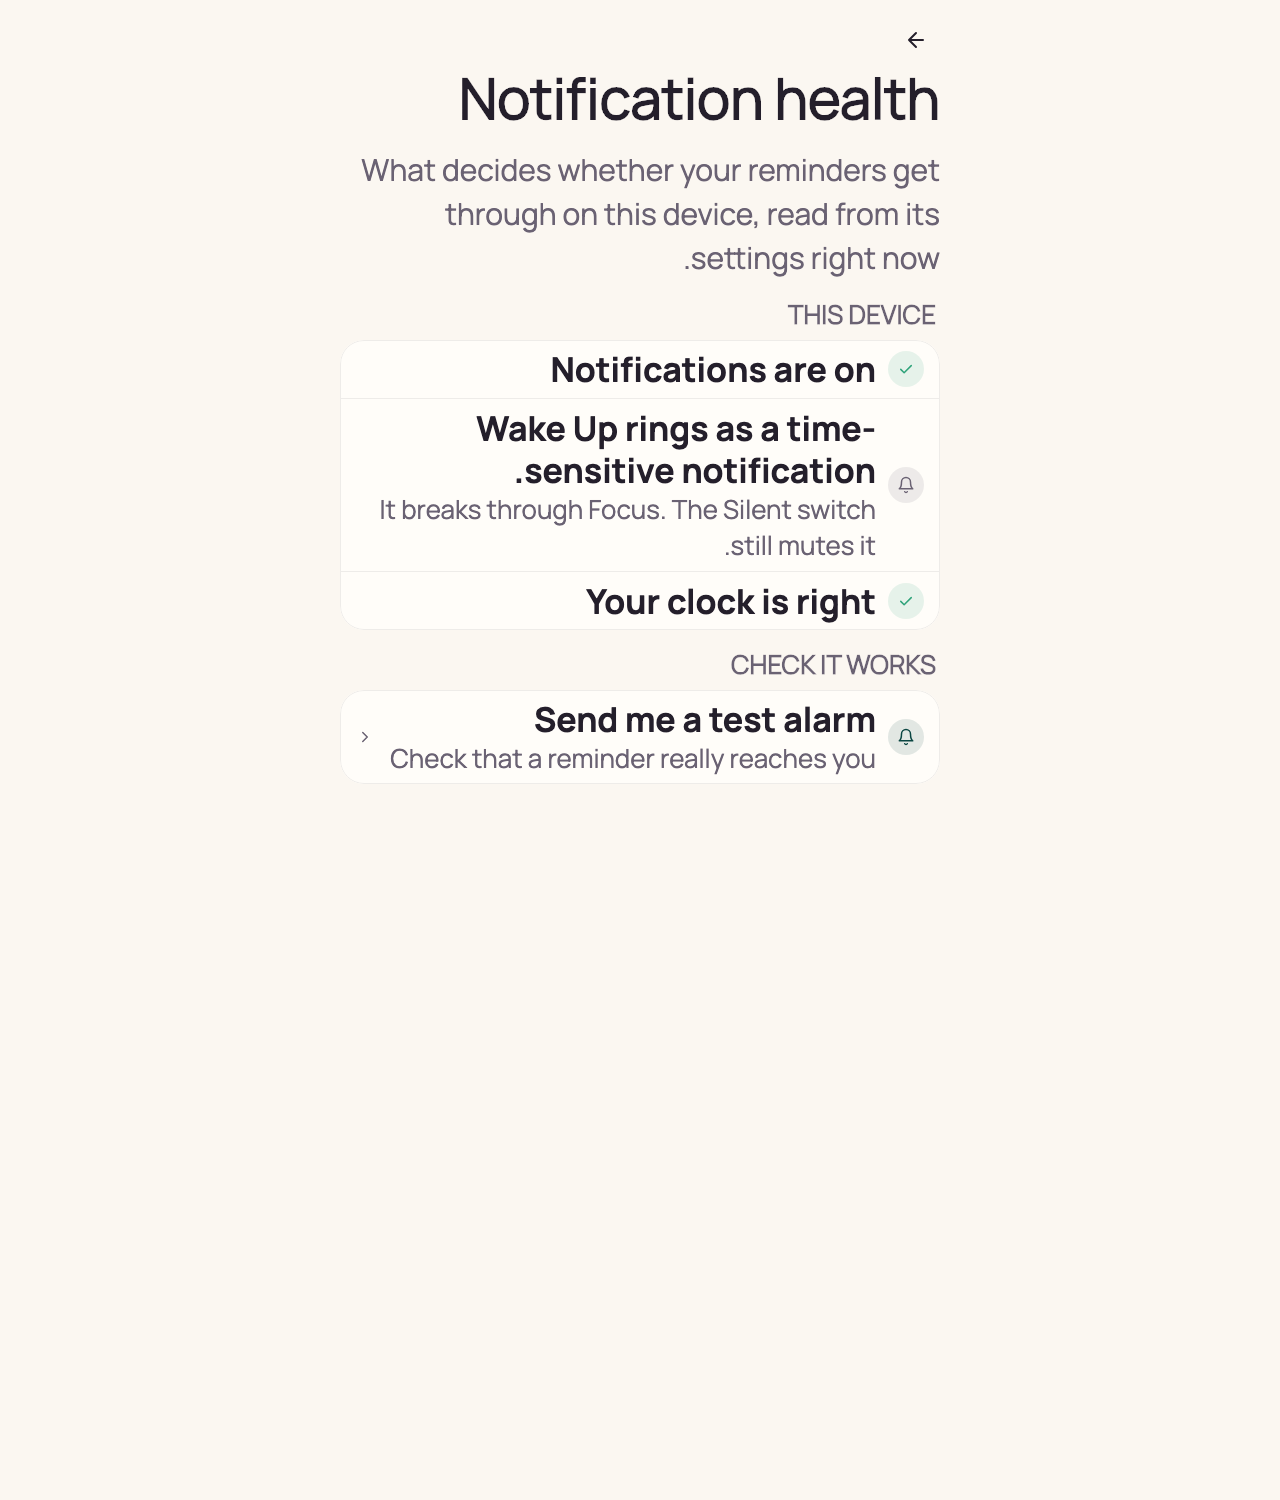 Notification health
What decides whether your reminders get
through on this device, read from its
.settings right now
THIS DEVICE
Notifications are on
Wake Up rings as a time-
.sensitive notification
It breaks through Focus. The Silent switch
.still mutes it
Your clock is right
CHECK IT WORKS
Send me a test alarm
Check that a reminder really reaches you